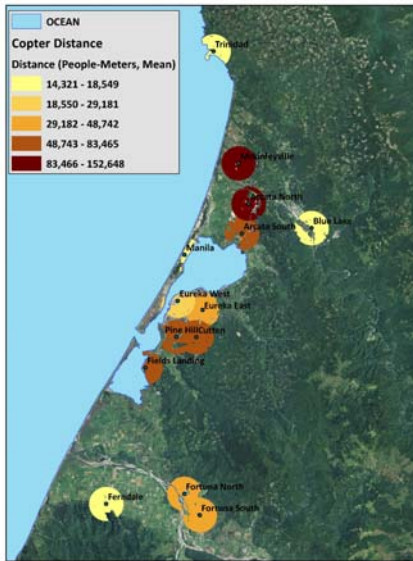 OCEAN
Copter Distance
Distance (People-Meters, Mean)
14,321 - 18,549
18,550 - 29,181
29,182 - 48,742
48,743 - 83,465
83,466 - 152,648
Trinidad
McKinleyville
Arcata North
Blue Lake
Arcata South
Manila
Eureka West
Eureka East
Pine Hill
Cutten
Fields Landing
Fortuna North
Ferndale
Fortuna South